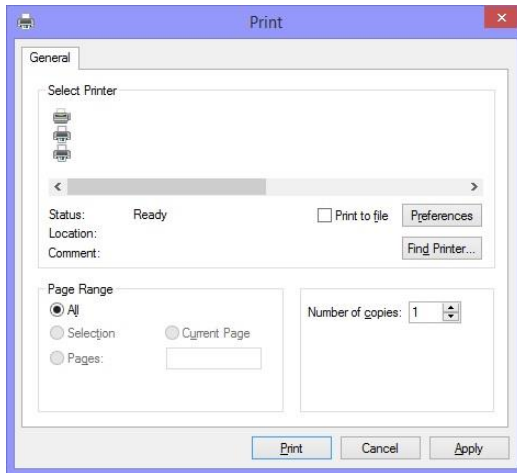 Print
General
Select Printer
Status: Ready
Print to file
Preferences
Location:
Comment:
Find Printer...
Page Range
All
Selection
Current Page
Pages:
Number of copies: 1
Print
Cancel
Apply